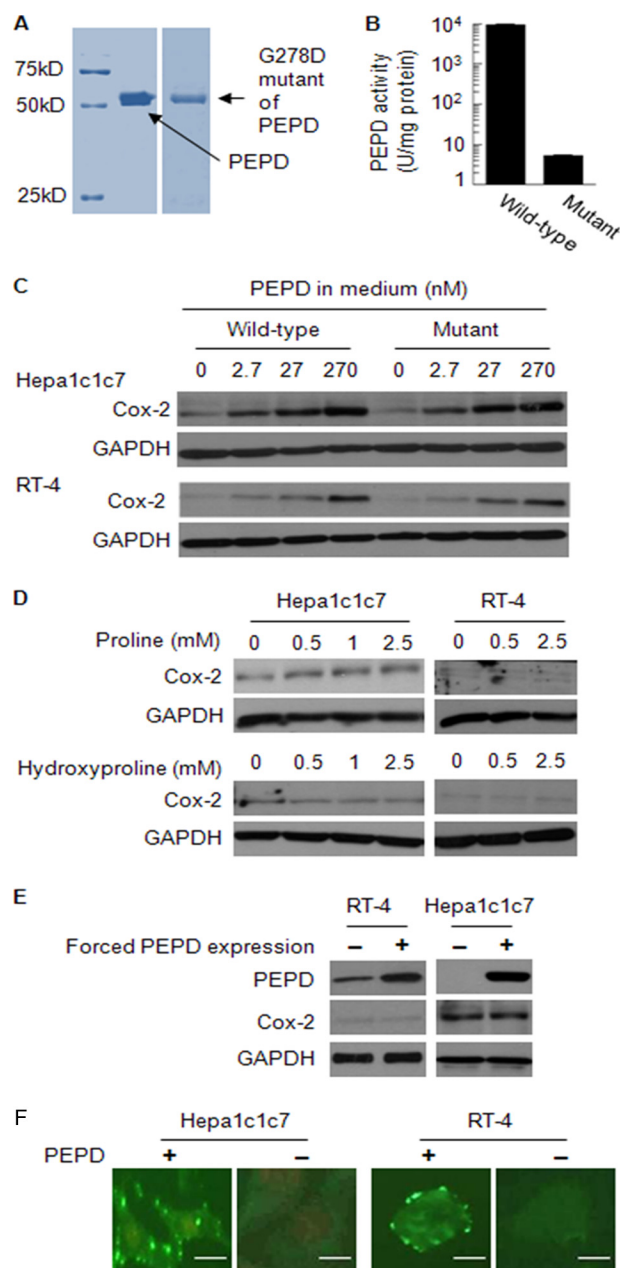 A
75kD
50kD
25kD
G278D
mutant
of
PEPD
PEPD
B
PEPD activity
(U/mg protein)
10⁴
10³
10²
10
1
Wild-type
Mutant
C
PEPD in medium (nM)
Wild-type Mutant
0 2.7 27 270 0 2.7 27 270
Hepa1c1c7
Cox-2
GAPDH
RT-4
Cox-2
GAPDH
D
Hepa1c1c7 RT-4
Proline (mM) 0 0.5 1 2.5 0 0.5 2.5
Cox-2
GAPDH
Hydroxyproline (mM) 0 0.5 1 2.5 0 0.5 2.5
Cox-2
GAPDH
E
RT-4 Hepa1c1c7
Forced PEPD expression − + − +
PEPD
Cox-2
GAPDH
F
Hepa1c1c7 RT-4
PEPD + − + −